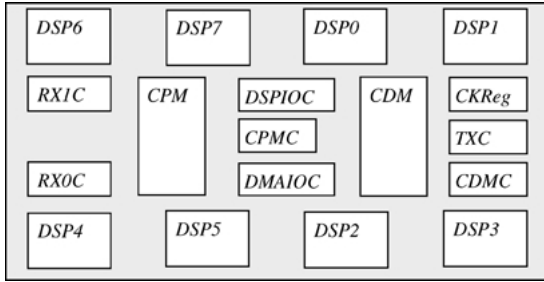 DSP6 DSP7 DSP0 DSP1
RX1C CPM DSPIOC CDM CKReg
CPMC TXC
RX0C DMAIOC CDMC
DSP4 DSP5 DSP2 DSP3